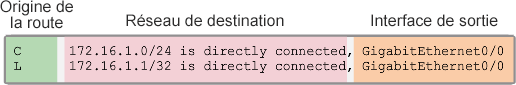 Origine de la route
Réseau de destination
Interface de sortie
C 172.16.1.0/24 is directly connected, GigabitEthernet0/0
L 172.16.1.1/32 is directly connected, GigabitEthernet0/0